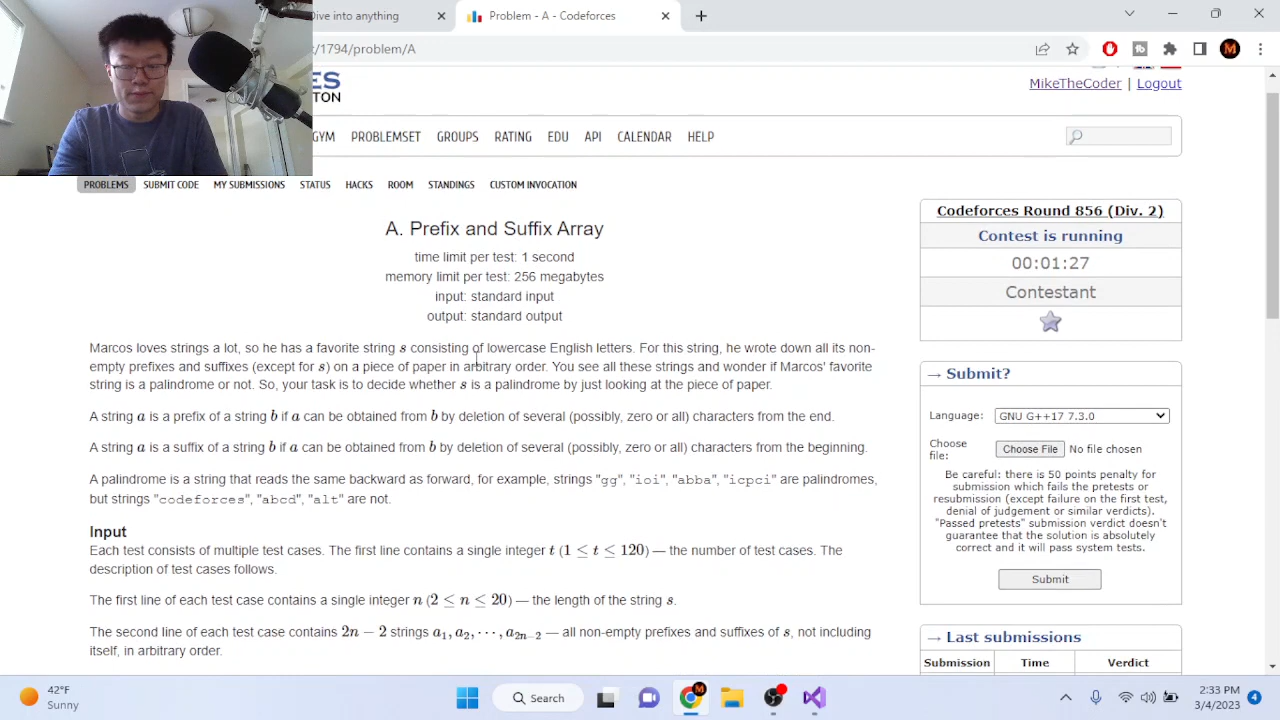 Dive into anything
Problem - A - Codeforces
/1794/problem/A
MikeTheCoder | Logout
TON
GYM PROBLEMSET GROUPS RATING EDU API CALENDAR HELP
PROBLEMS SUBMIT CODE MY SUBMISSIONS STATUS HACKS ROOM STANDINGS CUSTOM INVOCATION
A. Prefix and Suffix Array
time limit per test: 1 second
memory limit per test: 256 megabytes
input: standard input
output: standard output
Marcos loves strings a lot, so he has a favorite string s consisting of lowercase English letters. For this string, he wrote down all its non-
empty prefixes and suffixes (except for s) on a piece of paper in arbitrary order. You see all these strings and wonder if Marcos' favorite
string is a palindrome or not. So, your task is to decide whether s is a palindrome by just looking at the piece of paper.
A string a is a prefix of a string b if a can be obtained from b by deletion of several (possibly, zero or all) characters from the end.
A string a is a suffix of a string b if a can be obtained from b by deletion of several (possibly, zero or all) characters from the beginning.
A palindrome is a string that reads the same backward as forward, for example, strings "gg", "ioi", "abba", "icpci" are palindromes,
but strings "codeforces", "abcd", "alt" are not.
Input
Each test consists of multiple test cases. The first line contains a single integer t (1 ≤ t ≤ 120) — the number of test cases. The
description of test cases follows.
The first line of each test case contains a single integer n (2 ≤ n ≤ 20) — the length of the string s.
The second line of each test case contains 2n − 2 strings a1, a2, ⋯ , a2n−2 — all non-empty prefixes and suffixes of s, not including
itself, in arbitrary order.
Codeforces Round 856 (Div. 2)
Contest is running
00:01:27
Contestant
→ Submit?
Language: GNU G++17 7.3.0
Choose
file: Choose File No file chosen
Be careful: there is 50 points penalty for
submission which fails the pretests or
resubmission (except failure on the first test,
denial of judgement or similar verdicts).
"Passed pretests" submission verdict doesn't
guarantee that the solution is absolutely
correct and it will pass system tests.
Submit
→ Last submissions
Submission Time Verdict
42°F
Sunny
Search
2:33 PM
3/4/2023
4